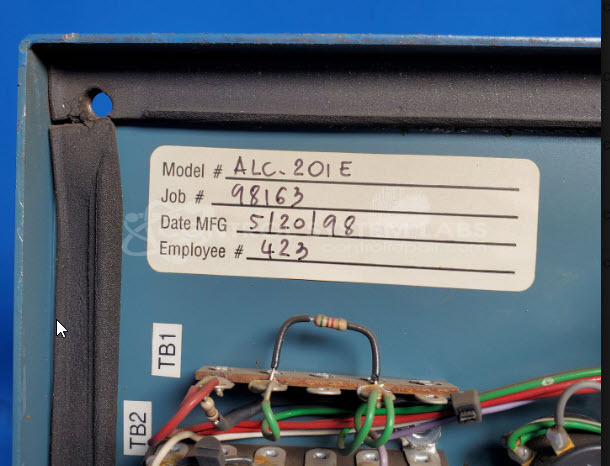 Model # ALC-201E
Job # 98163
Date MFG 5/20/98
Employee # 423
TB1
TB2